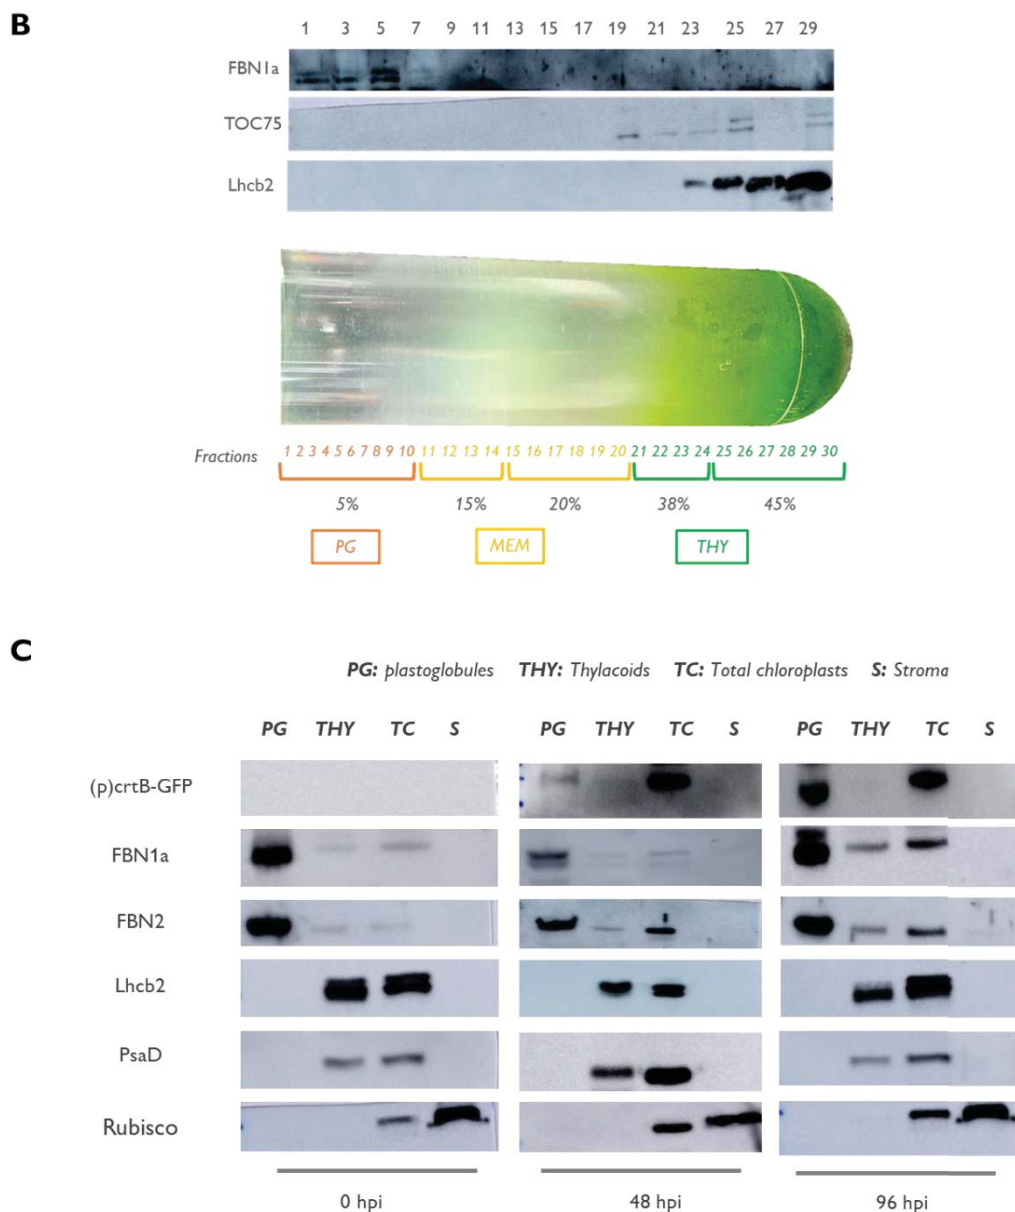 B
1 3 5 7 9 11 13 15 17 19 21 23 25 27 29
FBN1a
TOC75
Lhcb2
Fractions 1 2 3 4 5 6 7 8 9 10 11 12 13 14 15 16 17 18 19 20 21 22 23 24 25 26 27 28 29 30
5% 15% 20% 38% 45%
PG MEM THY
C
PG: plastoglobules THY: Thylacoids TC: Total chloroplasts S: Stroma
PG THY TC S PG THY TC S PG THY TC S
(p)crtB-GFP
FBN1a
FBN2
Lhcb2
PsaD
Rubisco
0 hpi 48 hpi 96 hpi